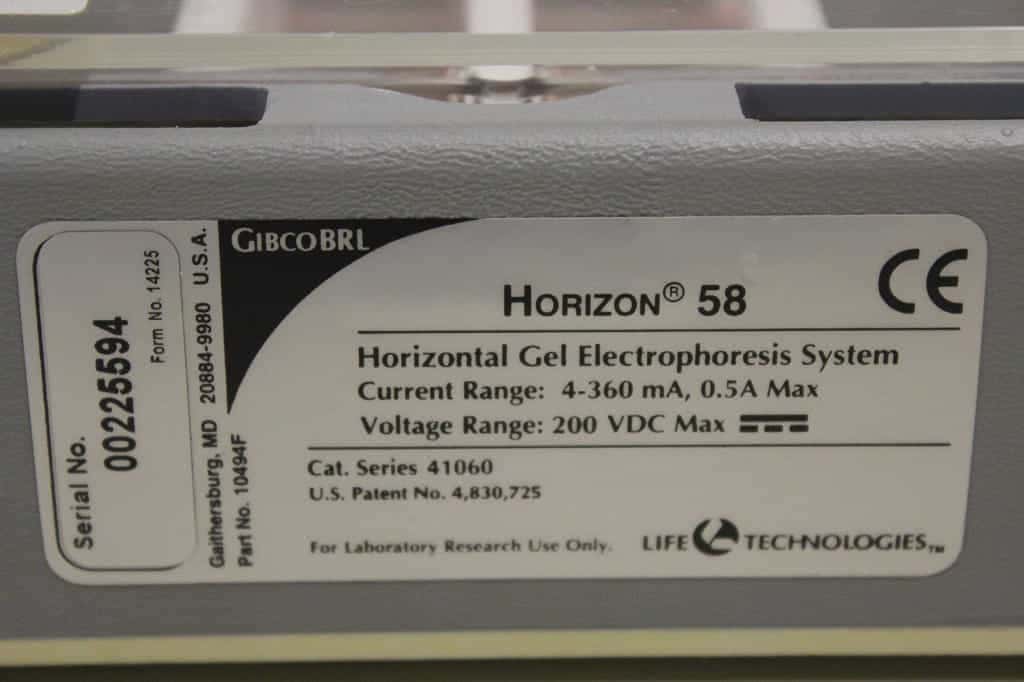 Serial No.
00225594
Form No. 14225
Gaithersburg, MD 20884-9980 U.S.A.
Part No. 10494F
GIBCOBRL
HORIZON® 58
CE
Horizontal Gel Electrophoresis System
Current Range: 4-360 mA, 0.5A Max
Voltage Range: 200 VDC Max
Cat. Series 41060
U.S. Patent No. 4,830,725
For Laboratory Research Use Only.
LIFE TECHNOLOGIES™